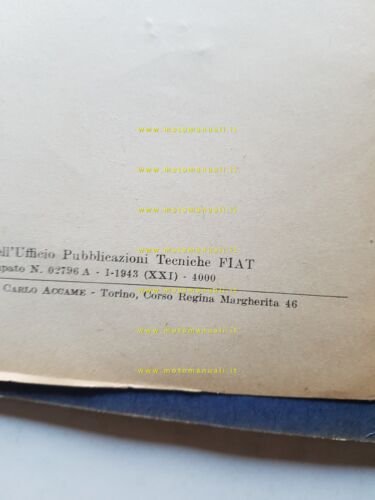 www.motomanuali.it
www.motomanuali.it
ell'Ufficio Pubblicazioni Tecniche FIAT
pato N. 02796 A - I-1943 (XXI) - 4000
www.motomanuali.it
CARLO ACCAME - Torino, Corso Regina Margherita 46
www.motomanuali.it
www.motomanuali.it
www.motomanuali.it
www.motomanuali.it